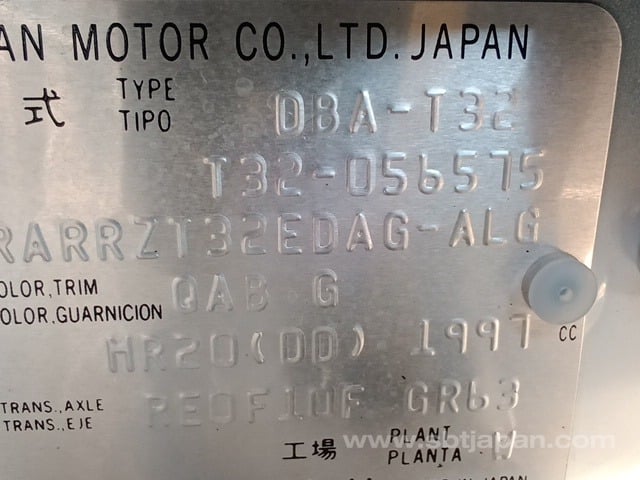 AN MOTOR CO.,LTD. JAPAN
式 TYPE TIPO DBA-T32
T32-056575
RARRZT32EDAG-ALG
OLOR,TRIM
OLOR,GUARNICION QAB G
HR20(DD) 1997 CC
TRANS.,AXLE
TRANS.,EJE RE0F10F GR63
工場 PLANT PLANTA
www.sbtjapan.com